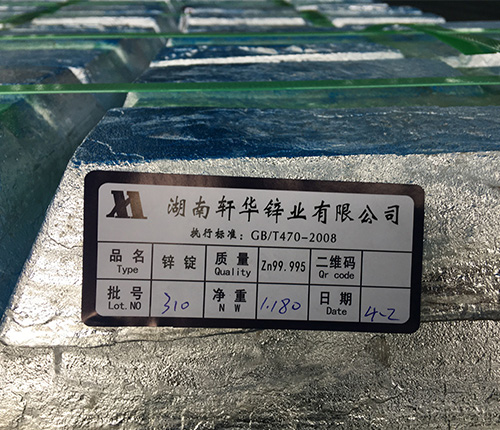 湖南轩华锌业有限公司
执行标准：GB/T470-2008
品名 Type 锌锭 质量 Quality Zn99.995 二维码 Qr code
批号 Lot.NO 310 净重 N W 1.180 日期 Date 4-2